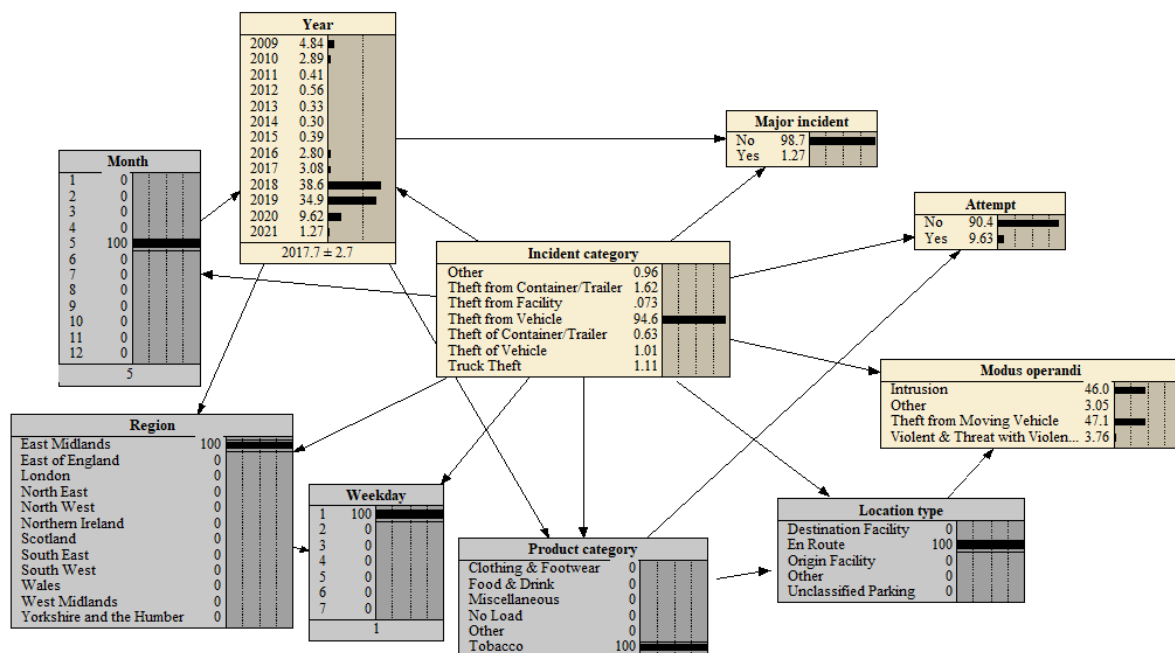 Year
2009 4.84
2010 2.89
2011 0.41
2012 0.56
2013 0.33
2014 0.30
2015 0.39
2016 2.80
2017 3.08
2018 38.6
2019 34.9
2020 9.62
2021 1.27
2017.7 ± 2.7
Major incident
No 98.7
Yes 1.27
Month
1 0
2 0
3 0
4 0
5 100
6 0
7 0
8 0
9 0
10 0
11 0
12 0
5
Attempt
No 90.4
Yes 9.63
Incident category
Other 0.96
Theft from Container/Trailer 1.62
Theft from Facility .073
Theft from Vehicle 94.6
Theft of Container/Trailer 0.63
Theft of Vehicle 1.01
Truck Theft 1.11
Modus operandi
Intrusion 46.0
Other 3.05
Theft from Moving Vehicle 47.1
Violent & Threat with Violen... 3.76
Region
East Midlands 100
East of England 0
London 0
North East 0
North West 0
Northern Ireland 0
Scotland 0
South East 0
South West 0
Wales 0
West Midlands 0
Yorkshire and the Humber 0
Weekday
1 100
2 0
3 0
4 0
5 0
6 0
7 0
1
Product category
Clothing & Footwear 0
Food & Drink 0
Miscellaneous 0
No Load 0
Other 0
Tobacco 100
Location type
Destination Facility 0
En Route 100
Origin Facility 0
Other 0
Unclassified Parking 0